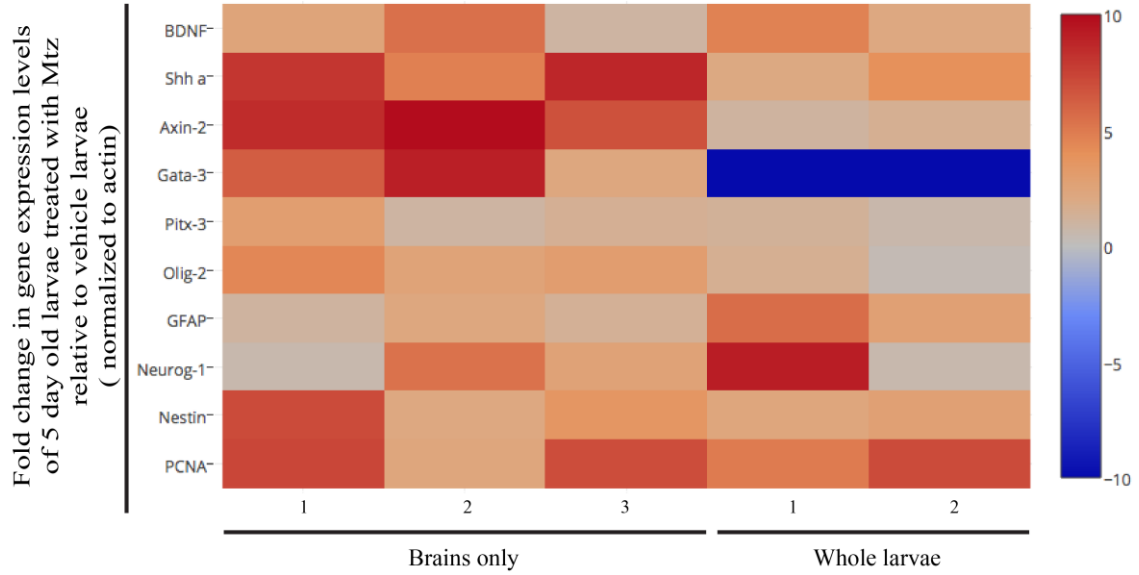 Fold change in gene expression levels
of 5 day old larvae treated with Mtz
relative to vehicle larvae
( normalized to actin)
BDNF
Shh a
Axin-2
Gata-3
Pitx-3
Olig-2
GFAP
Neurog-1
Nestin
PCNA
1 2 3 1 2
Brains only Whole larvae
10
5
0
−5
−10